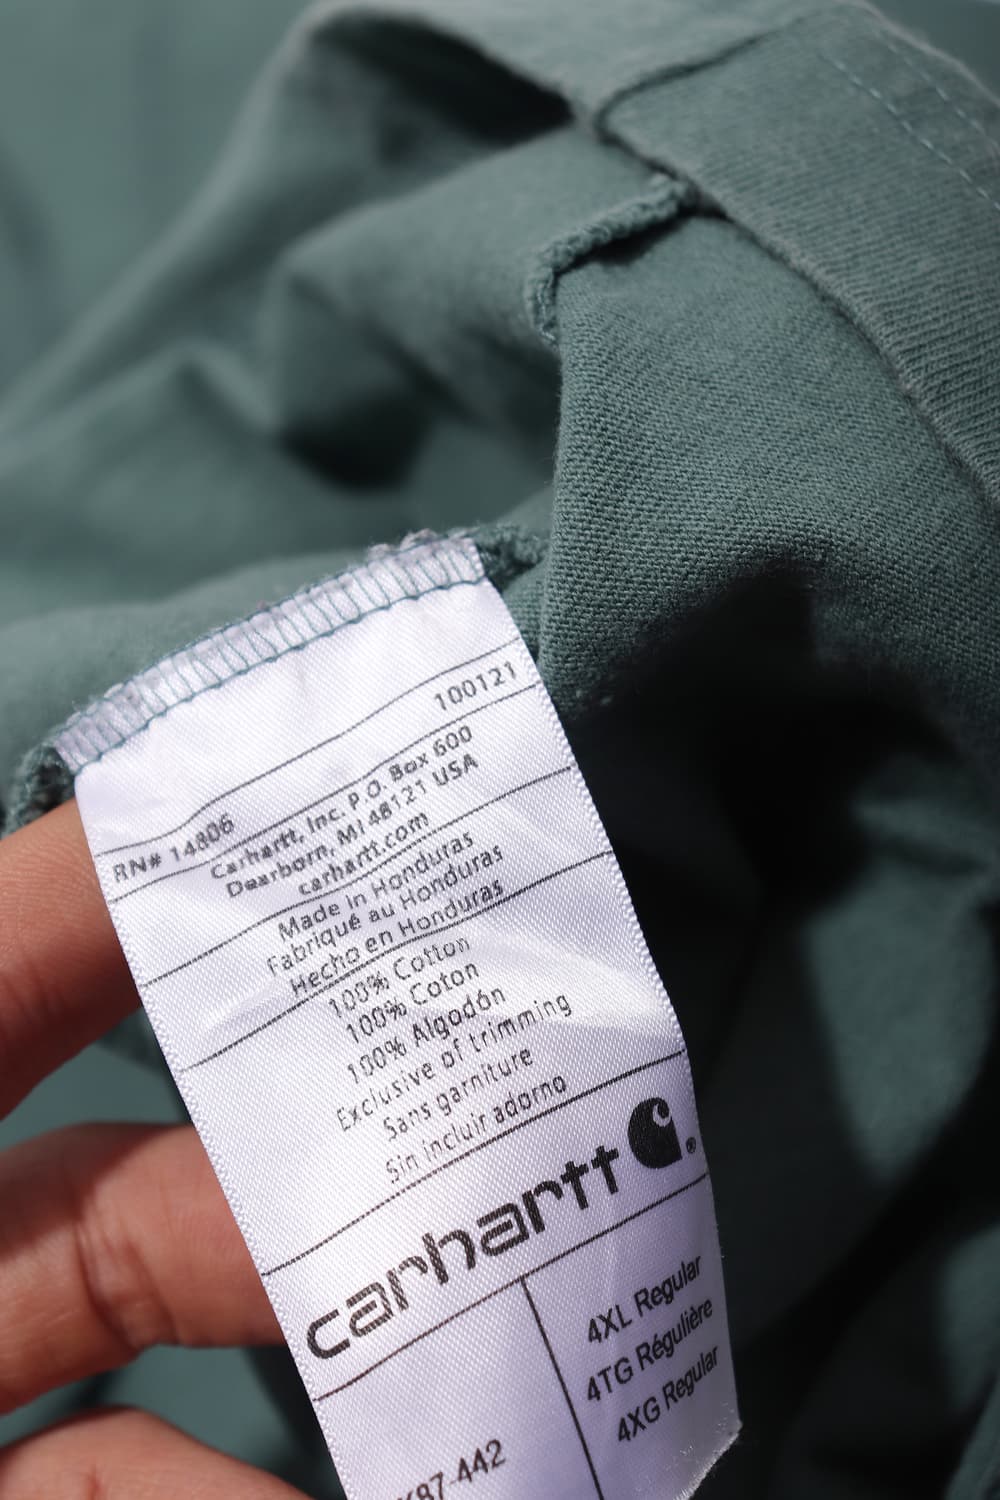 100121
RN# 14806
Carhartt, Inc. P.O. Box 600
Dearborn, MI 48121 USA
carhartt.com
Made in Honduras
Fabriqué au Honduras
Hecho en Honduras
100% Cotton
100% Coton
100% Algodón
Exclusive of trimming
Sans garniture
Sin incluir adorno
carhartt ®
4XL Regular
4TG Régulière
4XG Regular
K87-442